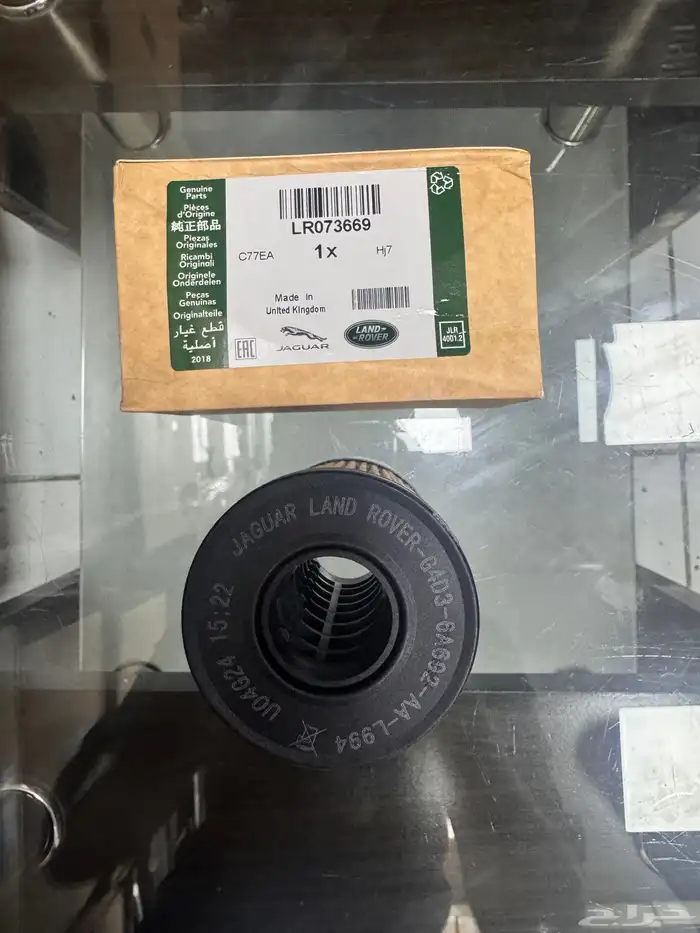 Genuine
Parts
Pièces
d'Origine
純正部品
Piezas
Originales
Ricambi
Originali
Originele
Onderdelen
Peças
Genuínas
Originalteile
قطع غيار
أصلية
2018
LR073669
C77EA
1x
Hj7
Made in
United Kingdom
EAC
JAGUAR
LAND-
-ROVER
JLR
4001.2
JAGUAR LAND ROVER-G4D3-6A692-AA-L994
U04G24 15:22
حراج